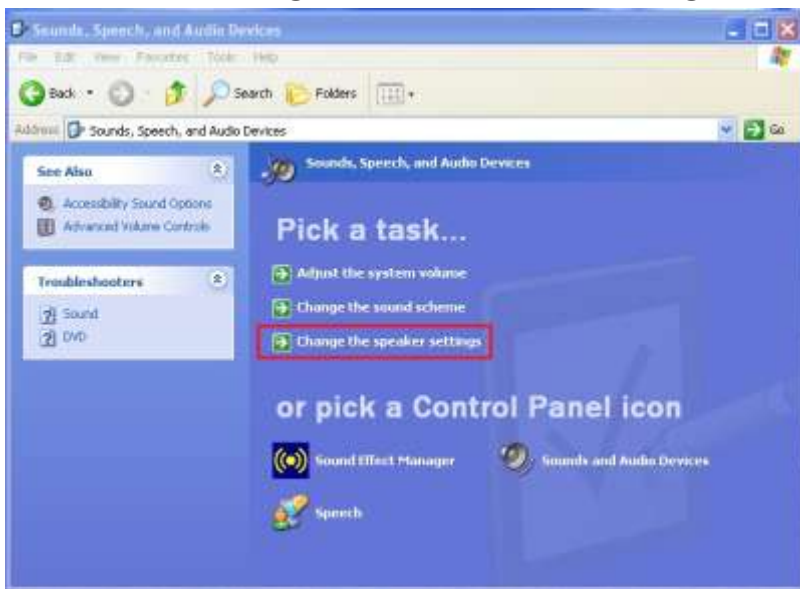 Sounds, Speech, and Audio Devices
File Edit View Favorites Tools Help
Back Search Folders
Address Sounds, Speech, and Audio Devices Go
See Also
Accessibility Sound Options
Advanced Volume Controls
Troubleshooters
Sound
DVD
Sounds, Speech, and Audio Devices
Pick a task...
Adjust the system volume
Change the sound scheme
Change the speaker settings
or pick a Control Panel icon
Sound Effect Manager
Sounds and Audio Devices
Speech